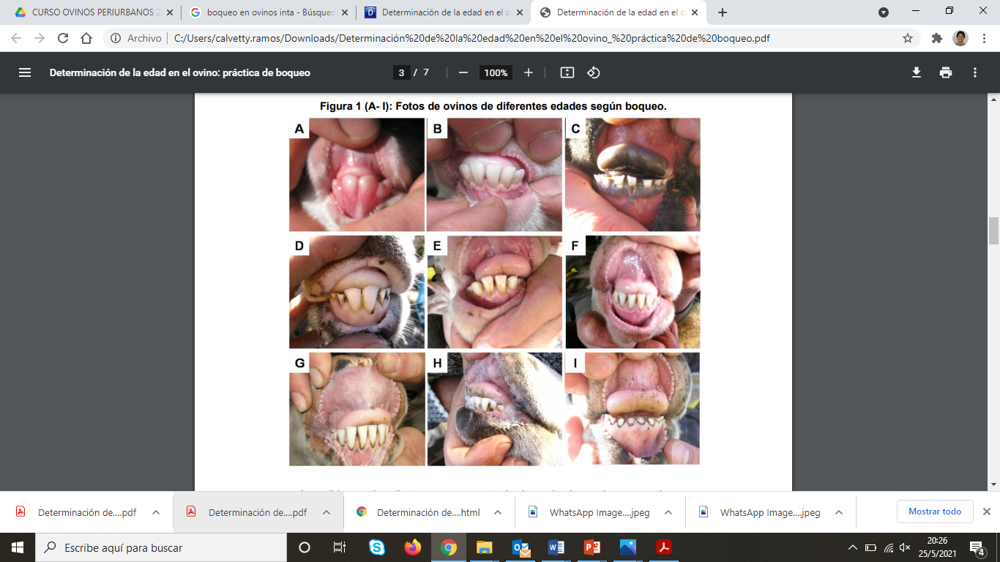 CURSO OVINOS PERIURBANOS 2
boqueo en ovinos inta - Búsqued
Determinación de la edad en el o
Determinación de la edad en el o
Archivo
C:/Users/calvetty.ramos/Downloads/Determinación%20de%20la%20edad%20en%20el%20ovino_%20práctica%20de%20boqueo.pdf
Determinación de la edad en el ovino: práctica de boqueo
3 / 7
100%
Figura 1 (A- I): Fotos de ovinos de diferentes edades según boqueo.
A
B
C
D
E
F
G
H
I
Determinación de....pdf
Determinación de....pdf
Determinación de....html
WhatsApp Image....jpeg
WhatsApp Image....jpeg
Mostrar todo
Escribe aquí para buscar
20:26
25/5/2021
4